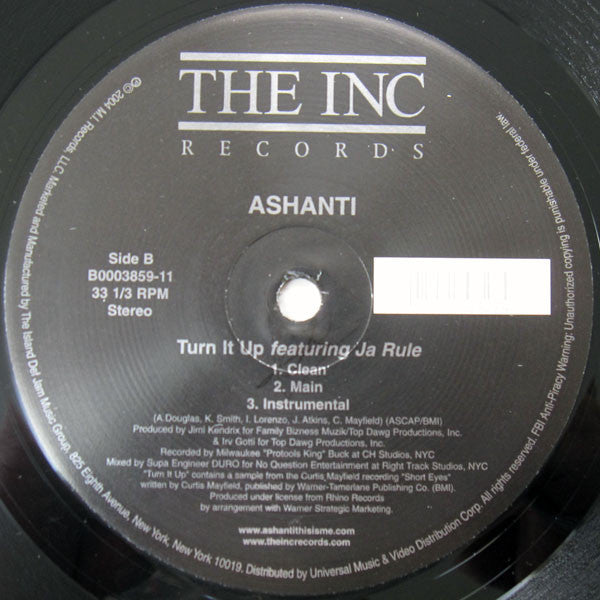 THE INC
RECORDS
ASHANTI
Side B
B0003859-11
33 1/3 RPM
Stereo
Turn It Up featuring Ja Rule
1. Clean
2. Main
3. Instrumental
(A.Douglas, K. Smith, I. Lorenzo, J. Atkins, C. Mayfield) (ASCAP/BMI)
Produced by Jimi Kendrix for Family Bizness Muzik/Top Dawg Productions, Inc.
& Irv Gotti for Top Dawg Productions, Inc.
Recorded by Milwaukee "Protools King" Buck at CH Studios, NYC
Mixed by Supa Engineer DURO for No Question Entertainment at Right Track Studios, NYC
"Turn It Up" contains a sample from the Curtis Mayfield recording "Short Eyes"
written by Curtis Mayfield, published by Warner-Tamerlane Publishing Co. (BMI).
Produced under license from Rhino Records
by arrangement with Warner Strategic Marketing.
www.ashantithisisme.com
www.theincrecords.com
℗© 2004 M.I. Records, LLC. Marketed and Manufactured by The Island Def Jam Music Group, 825 Eighth Avenue, New York, New York 10019. Distributed by Universal Music & Video Distribution Corp. All rights reserved. FBI Anti-Piracy Warning: Unauthorized copying is punishable under federal law.